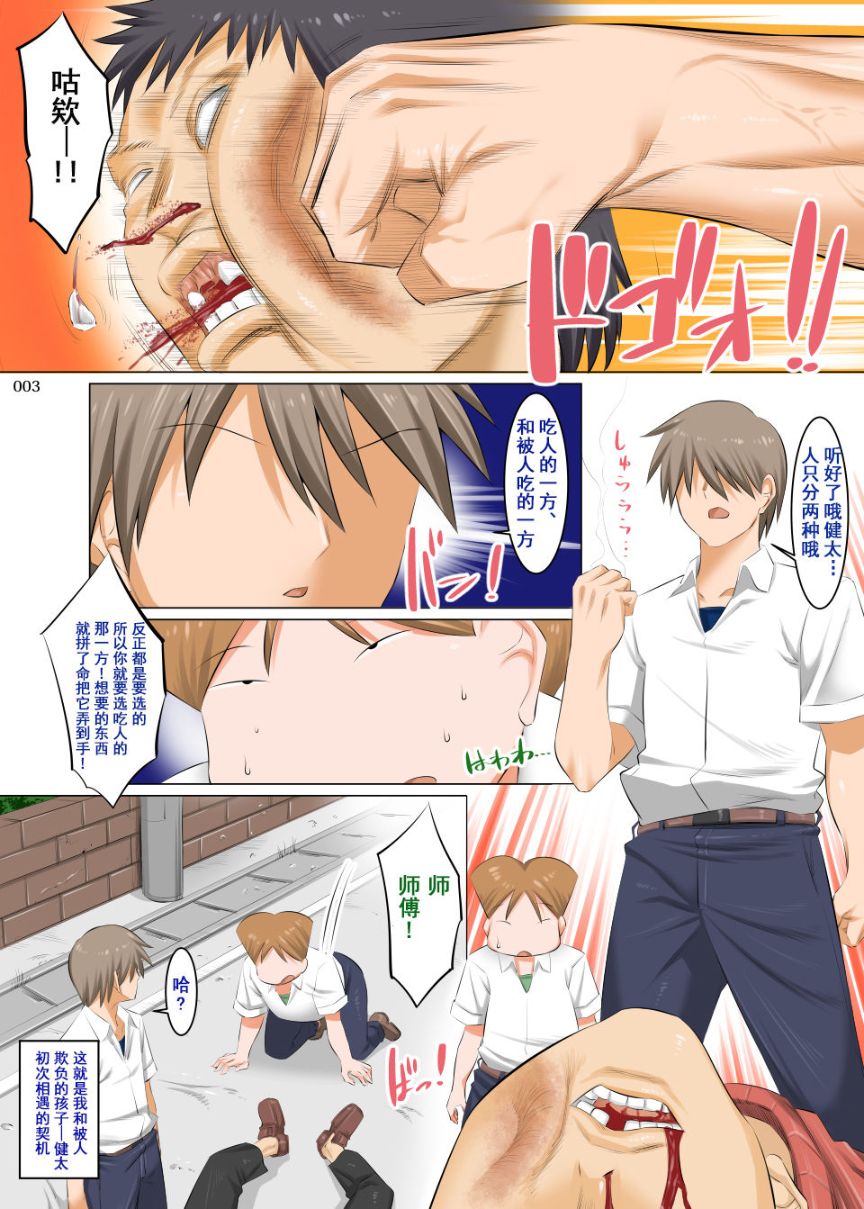 咕欸—!!
ドゴオ!!
003
听好了哦健太…
人只分两种哦
しゅううう…
吃人的一方、
和被人吃的一方
ドン!
反正都是要选的
所以你就要选吃人的
那一方！想要的东西
就拼了命把它弄到手！
はわわ…
师
师傅！
哈？
ばっ!
这就是我和被人
欺负的孩子—健太
初次相遇的契机